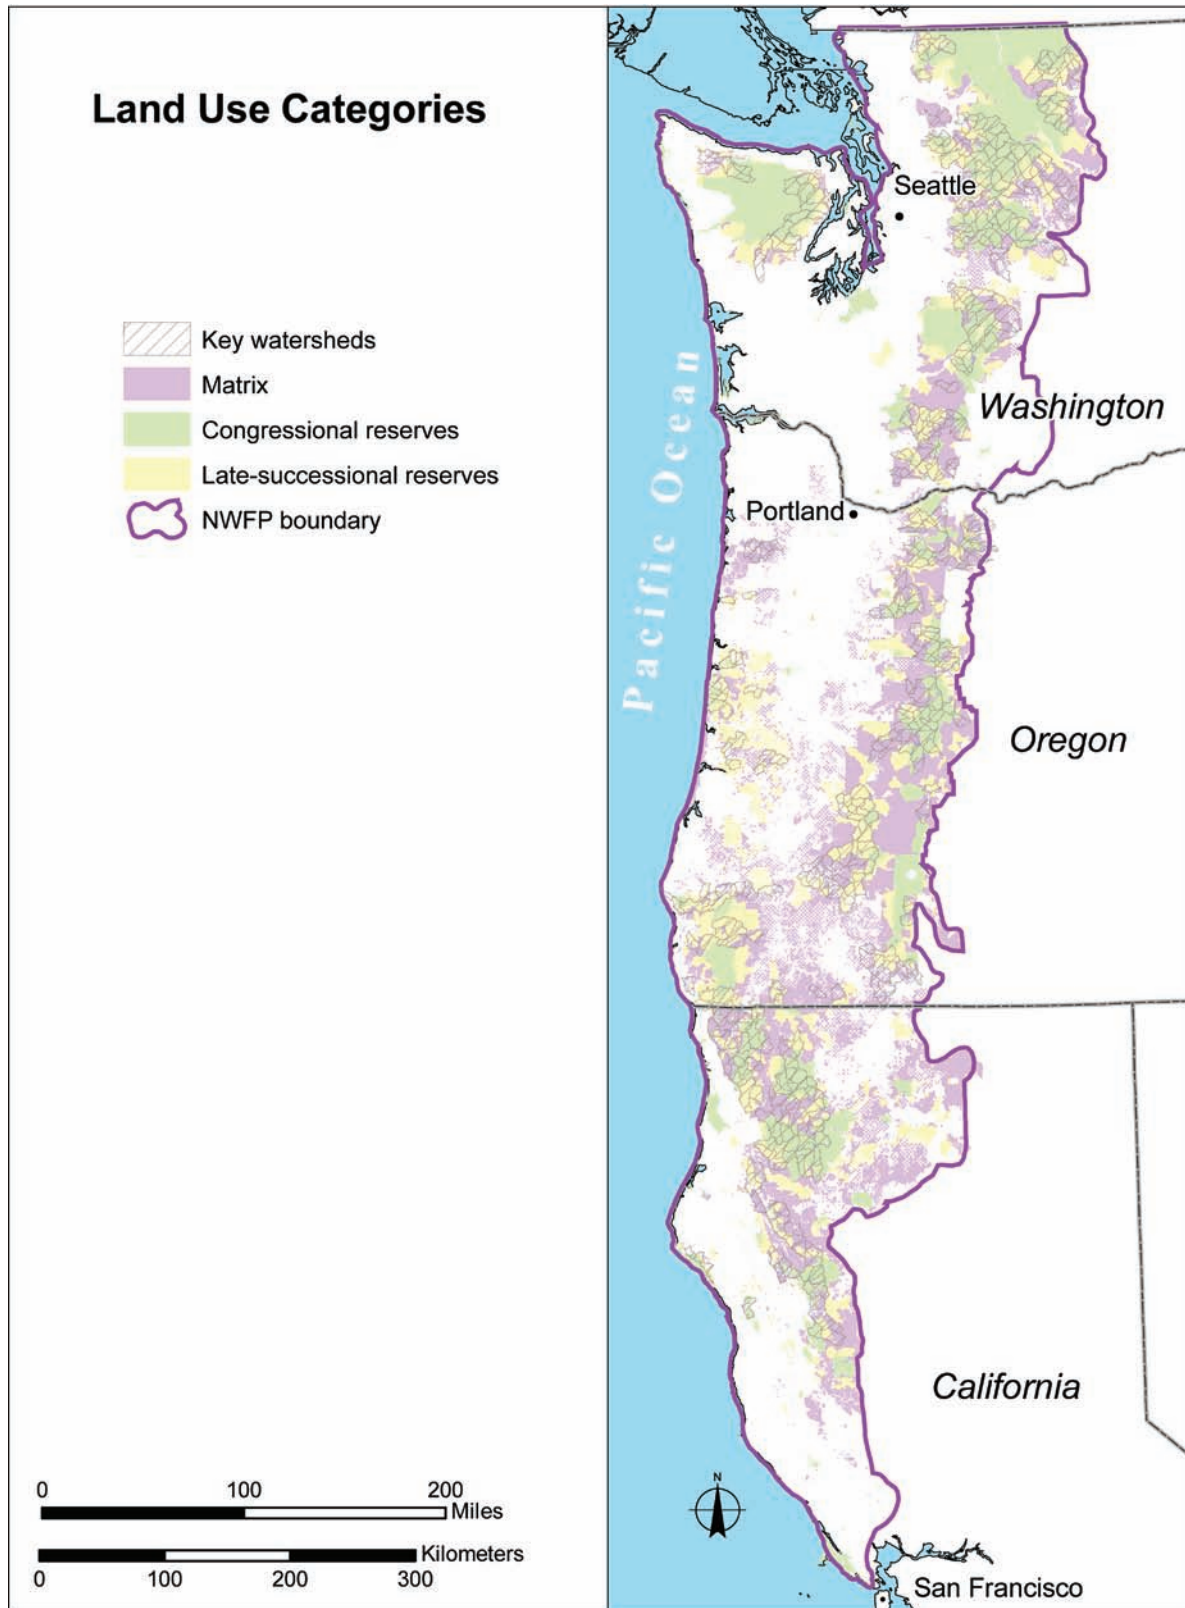 Land Use Categories
Key watersheds
Matrix
Congressional reserves
Late-successional reserves
NWFP boundary
0 100 200
Miles
Kilometers
0 100 200 300
Seattle
Washington
Pacific Ocean
Portland
Oregon
California
N
San Francisco